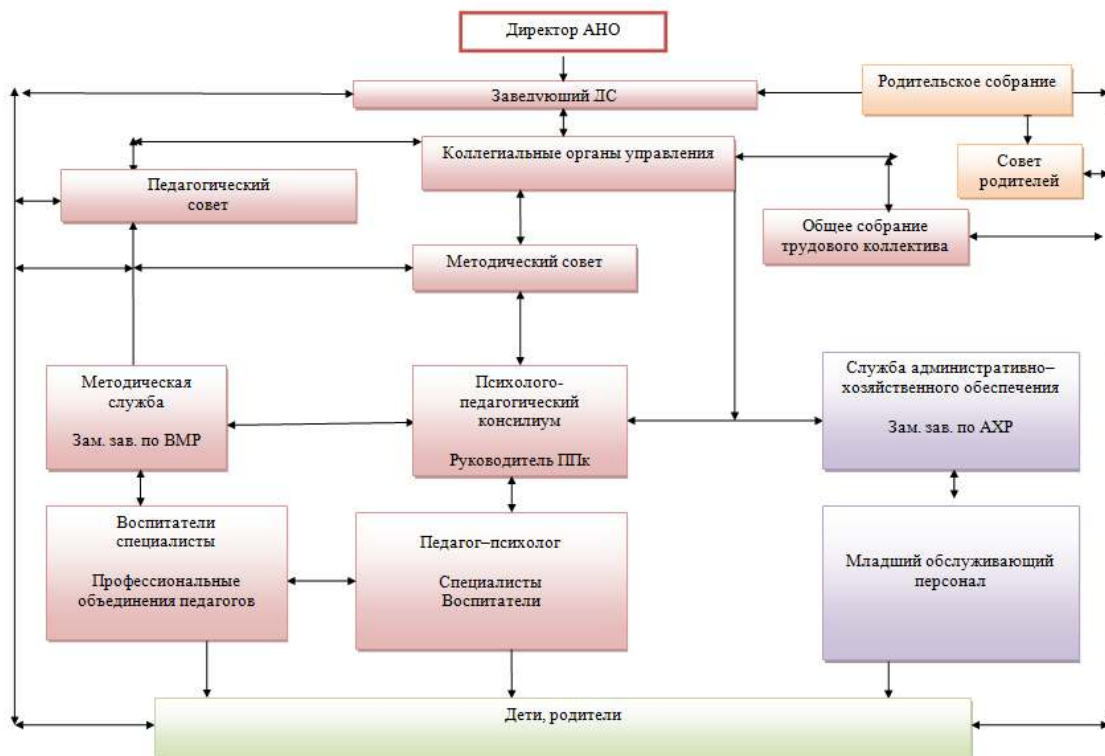 Директор АНО
Заведующий ДС
Родительское собрание
Коллегиальные органы управления
Совет
родителей
Педагогический
совет
Общее собрание
трудового коллектива
Методический совет
Методическая
служба
Зам. зав. по ВМР
Психолого-
педагогический
консилиум
Руководитель ППк
Служба административно–
хозяйственного обеспечения
Зам. зав. по АХР
Воспитатели
специалисты
Профессиональные
объединения педагогов
Педагог–психолог
Специалисты
Воспитатели
Младший обслуживающий
персонал
Дети, родители